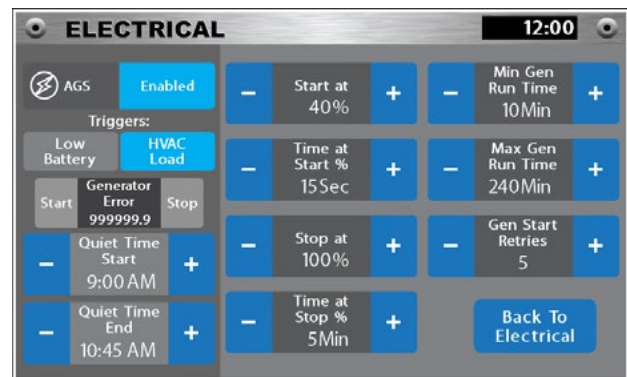 ELECTRICAL
12:00
AGS
Enabled
Triggers:
Low
Battery
HVAC
Load
Start
Generator
Error
999999.9
Stop
– Quiet Time
Start
9:00 AM +
– Quiet Time
End
10:45 AM +
– Start at
40% +
– Time at
Start %
15Sec +
– Stop at
100% +
– Time at
Stop %
5Min +
– Min Gen
Run Time
10Min +
– Max Gen
Run Time
240Min +
– Gen Start
Retries
5 +
Back To
Electrical